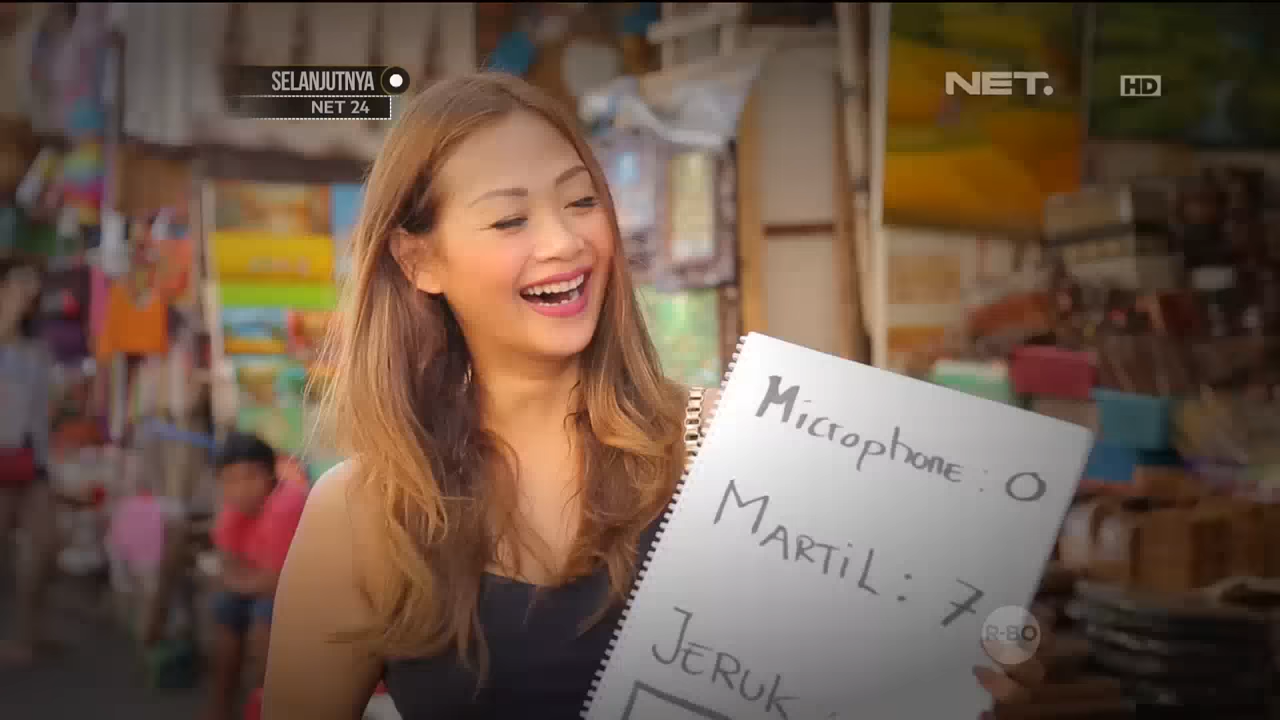 SELANJUTNYA
NET 24
NET.
HD
Microphone : 0
MARTiL : 7
JERUK :
R-BO